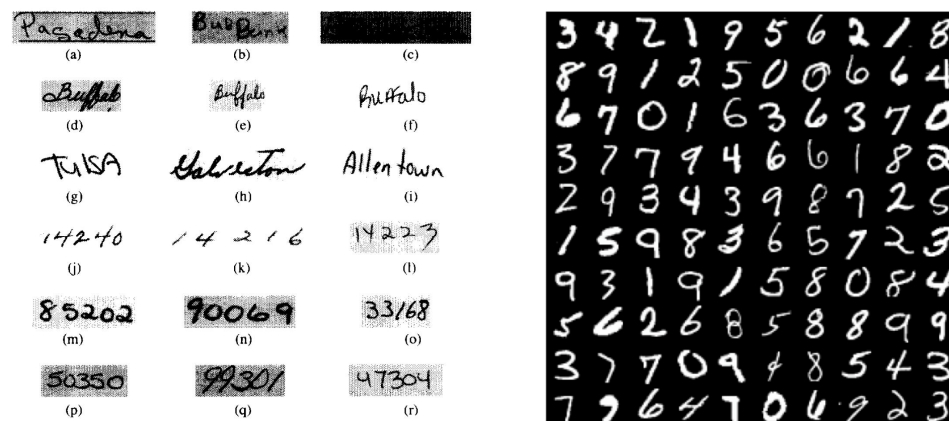 Pasadena BurBank
(a) (b) (c)
Buffalo Buffalo Buffalo
(d) (e) (f)
Tulsa Galveston Allentown
(g) (h) (i)
14240 14216 14223
(j) (k) (l)
85202 90069 33168
(m) (n) (o)
50350 99301 47304
(p) (q) (r)
3 4 2 1 9 5 6 2 1 8
8 9 1 2 5 0 0 6 6 4
6 7 0 1 6 3 6 3 7 0
3 7 7 9 4 6 6 1 8 2
2 9 3 4 3 9 8 7 2 5
1 5 9 8 3 6 5 7 2 3
9 3 1 9 1 5 8 0 8 4
5 6 2 6 8 5 8 8 9 9
3 7 7 0 9 4 8 5 4 3
7 9 6 4 7 0 6 9 2 3